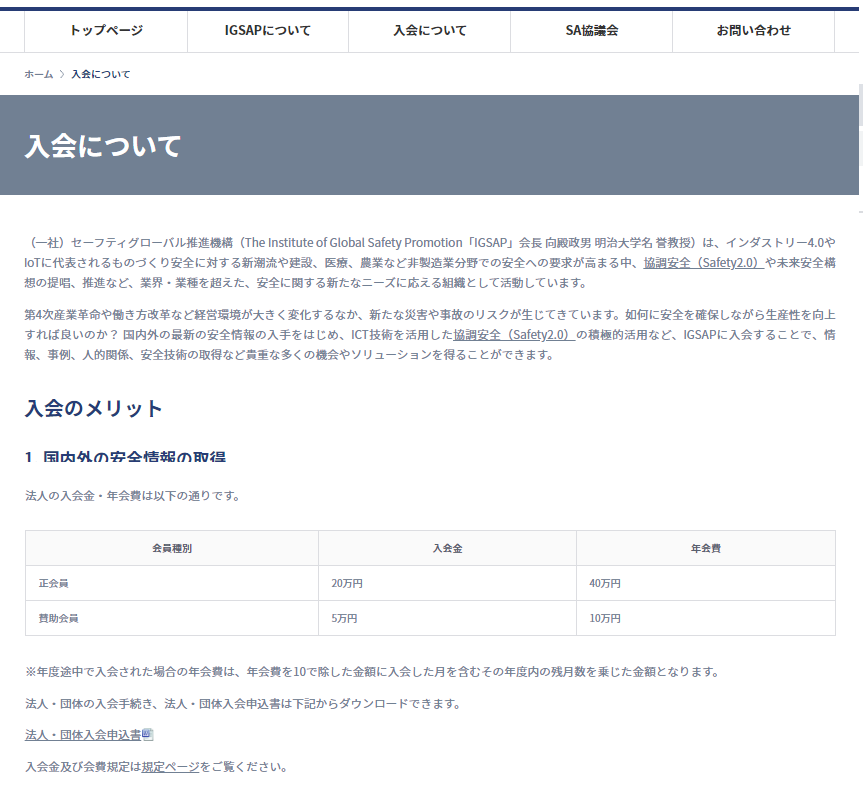 トップページ
IGSAPについて
入会について
SA協議会
お問い合わせ
ホーム 〉 入会について
入会について
（一社）セーフティグローバル推進機構（The Institute of Global Safety Promotion「IGSAP」会長 向殿政男 明治大学名 誉教授）は、インダストリー4.0や
IoTに代表されるものづくり安全に対する新潮流や建設、医療、農業など非製造業分野での安全への要求が高まる中、協調安全（Safety2.0）や未来安全構
想の提唱、推進など、業界・業種を超えた、安全に関する新たなニーズに応える組織として活動しています。
第4次産業革命や働き方改革など経営環境が大きく変化するなか、新たな災害や事故のリスクが生じてきています。如何に安全を確保しながら生産性を向上
すれば良いのか？ 国内外の最新の安全情報の入手をはじめ、ICT技術を活用した協調安全（Safety2.0）の積極的活用など、IGSAPに入会することで、情
報、事例、人的関係、安全技術の取得など貴重な多くの機会やソリューションを得ることができます。
入会のメリット
1. 国内外の安全情報の取得
法人の入会金・年会費は以下の通りです。
会員種別 入会金 年会費
正会員 20万円 40万円
賛助会員 5万円 10万円
※年度途中で入会された場合の年会費は、年会費を10で除した金額に入会した月を含むその年度内の残月数を乗じた金額となります。
法人・団体の入会手続き、法人・団体入会申込書は下記からダウンロードできます。
法人・団体入会申込書
入会金及び会費規定は規定ページをご覧ください。